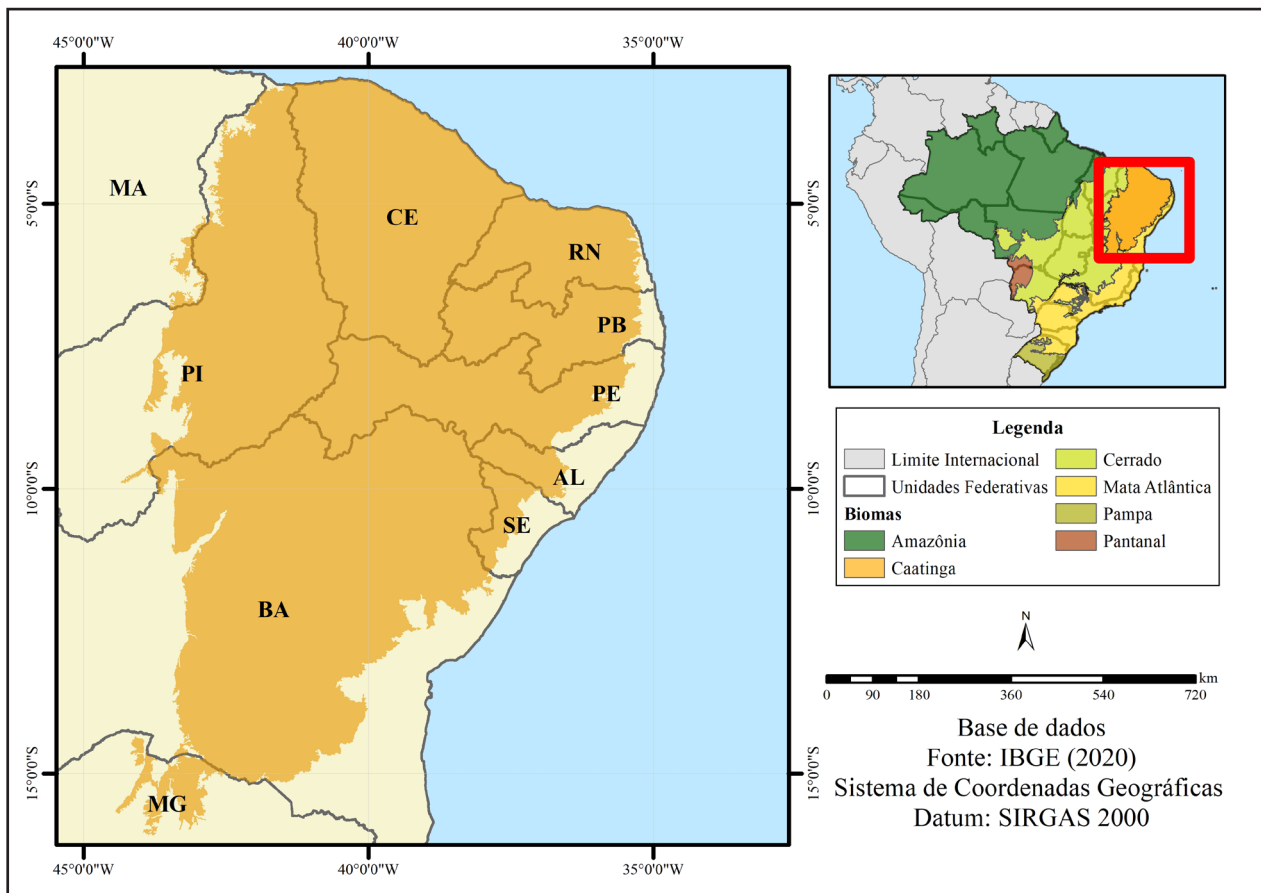 45°0'0"W
40°0'0"W
35°0'0"W
5°0'0"S
10°0'0"S
15°0'0"S
MA
CE
RN
PB
PI
PE
AL
SE
BA
MG
5°0'0"S
10°0'0"S
15°0'0"S
45°0'0"W
40°0'0"W
35°0'0"W
Legenda
Limite Internacional
Unidades Federativas
Biomas
Amazônia
Caatinga
Cerrado
Mata Atlântica
Pampa
Pantanal
N
km
0 90 180 360 540 720
Base de dados
Fonte: IBGE (2020)
Sistema de Coordenadas Geográficas
Datum: SIRGAS 2000